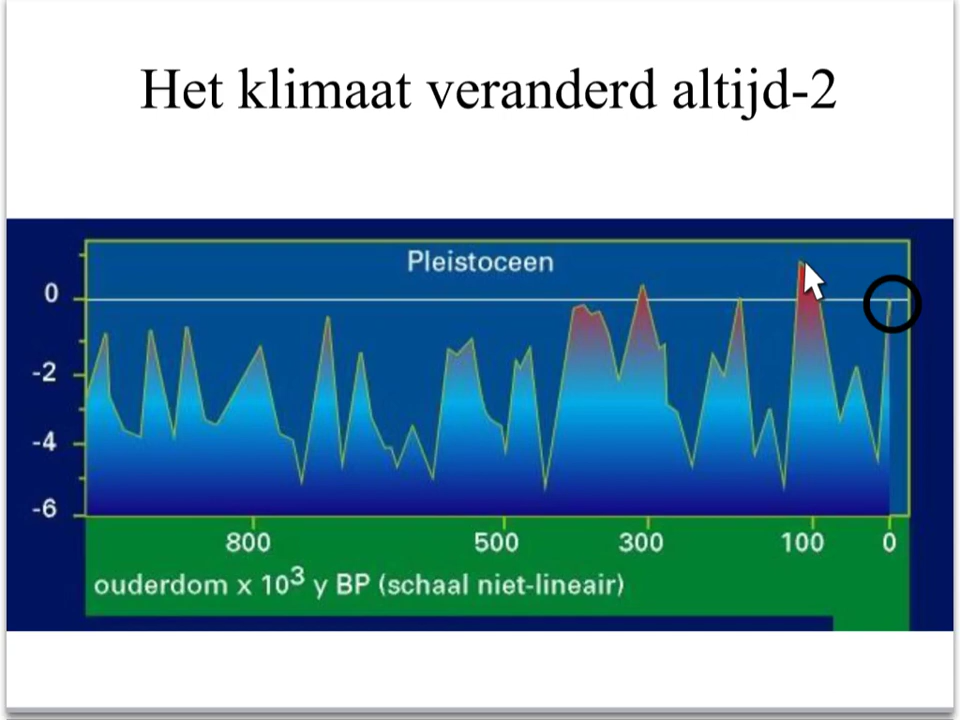 Het klimaat veranderd altijd-2
Pleistoceen
0
-2
-4
-6
800 500 300 100 0
ouderdom x 10³ y BP (schaal niet-lineair)